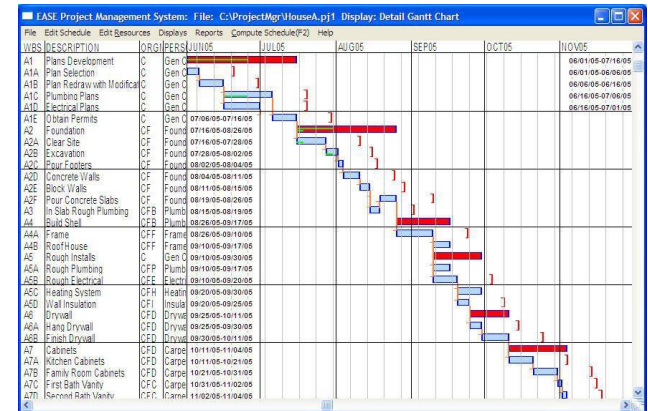 EASE Project Management System: File: C:\ProjectMgr\HouseA.pj1 Display: Detail Gantt Chart
File Edit Schedule Edit Resources Displays Reports Compute Schedule(F2) Help
WBS DESCRIPTION ORGN PERS JUN05 JUL05 AUG05 SEP05 OCT05 NOV05
A1 Plans Development C Gen C 06/01/05-07/16/05
A1A Plan Selection C Gen C 06/01/05-06/06/05
A1B Plan Redraw with Modificat C Gen C 06/06/05-06/16/05
A1C Plumbing Plans C Gen C 06/16/05-07/06/05
A1D Electrical Plans C Gen C 06/16/05-07/01/05
A1E Obtain Permits C Gen C 07/06/05-07/16/05
A2 Foundation CF Found 07/16/05-08/26/05
A2A Clear Site CF Found 07/16/05-07/28/05
A2B Excavation CF Found 07/28/05-08/02/05
A2C Pour Footers CF Found 08/02/05-08/04/05
A2D Concrete Walls CF Found 08/04/05-08/11/05
A2E Block Walls CF Found 08/11/05-08/15/05
A2F Pour Concrete Slabs CF Found 08/19/05-08/26/05
A3 In Slab Rough Plumbing CFB Plumb 08/15/05-08/19/05
A4 Build Shell CFB Plumb 08/26/05-09/17/05
A4A Frame CFF Frame 08/26/05-09/10/05
A4B Roof House CFF Frame 09/10/05-09/17/05
A5 Rough Installs C Gen C 09/10/05-09/30/05
A5A Rough Plumbing CFP Plumb 09/10/05-09/17/05
A5B Rough Electrical CFE Electri 09/10/05-09/20/05
A5C Heating System CFH Heatin 09/20/05-09/30/05
A5D Wall Insulation CFI Insula 09/20/05-09/25/05
A6 Drywall CFD Drywa 09/25/05-10/11/05
A6A Hang Drywall CFD Drywa 09/25/05-09/30/05
A6B Finish Drywall CFD Drywa 09/30/05-10/11/05
A7 Cabinets CFD Carpe 10/11/05-11/04/05
A7A Kitchen Cabinets CFD Carpe 10/11/05-10/21/05
A7B Family Room Cabinets CFD Carpe 10/21/05-10/31/05
A7C First Bath Vanity CFC Carpe 10/31/05-11/02/05
A7D Second Bath Vanity CFC Carpe 11/02/05-11/04/05